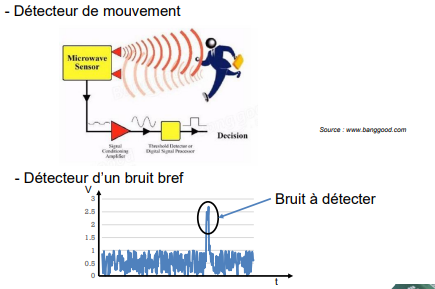 - Détecteur de mouvement
Microwave
Sensor
Signal
Conditioning
Amplifier
Threshold Detector or
Digital Signal Processor
Decision
Source : www.banggood.com
- Détecteur d'un bruit bref
V
3
2.5
2
1.5
1
0.5
0
t
Bruit à détecter